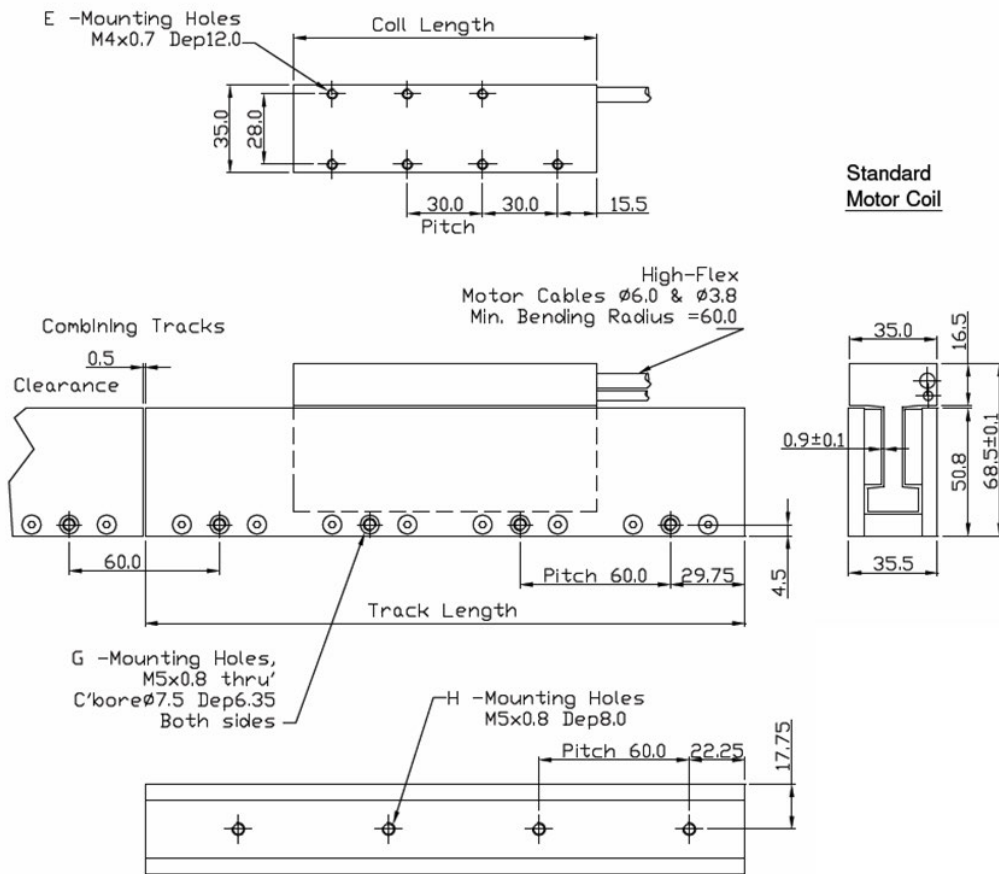 E -Mounting Holes
M4x0.7 Dep12.0
Coil Length
35.0
28.0
30.0
30.0
15.5
Pitch
Standard
Motor Coil
High-Flex
Motor Cables Ø6.0 & Ø3.8
Min. Bending Radius =60.0
Combining Tracks
0.5
Clearance
35.0
16.5
0.9±0.1
50.8
68.5±0.1
60.0
Pitch 60.0
29.75
4.5
35.5
Track Length
G -Mounting Holes,
M5x0.8 thru'
C'boreØ7.5 Dep6.35
Both sides
H -Mounting Holes
M5x0.8 Dep8.0
Pitch 60.0
22.25
17.75